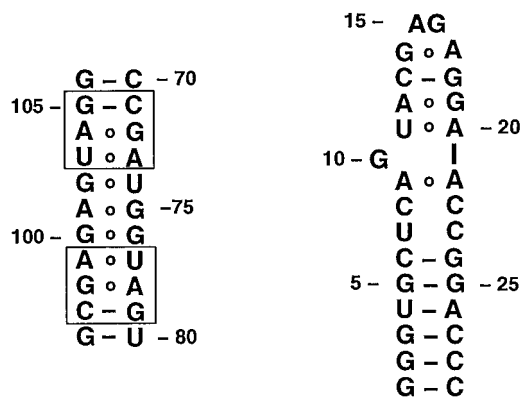 G – C – 70
105 – G – C
A o G
U o A
G o U
A o G –75
100 – G o G
A o U
G o A
C – G
G – U – 80
15 – AG
G o A
C – G
A o G
U o A – 20
10 – G
A o A
C C
U C
C – G
5 – G – G – 25
U – A
G – C
G – C
G – C